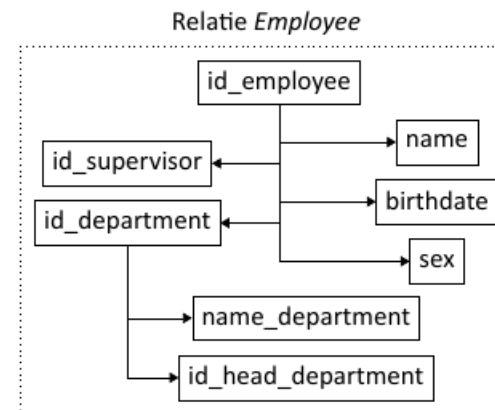 Relatie Employee
id_employee
name
id_supervisor
birthdate
id_department
sex
name_department
id_head_department